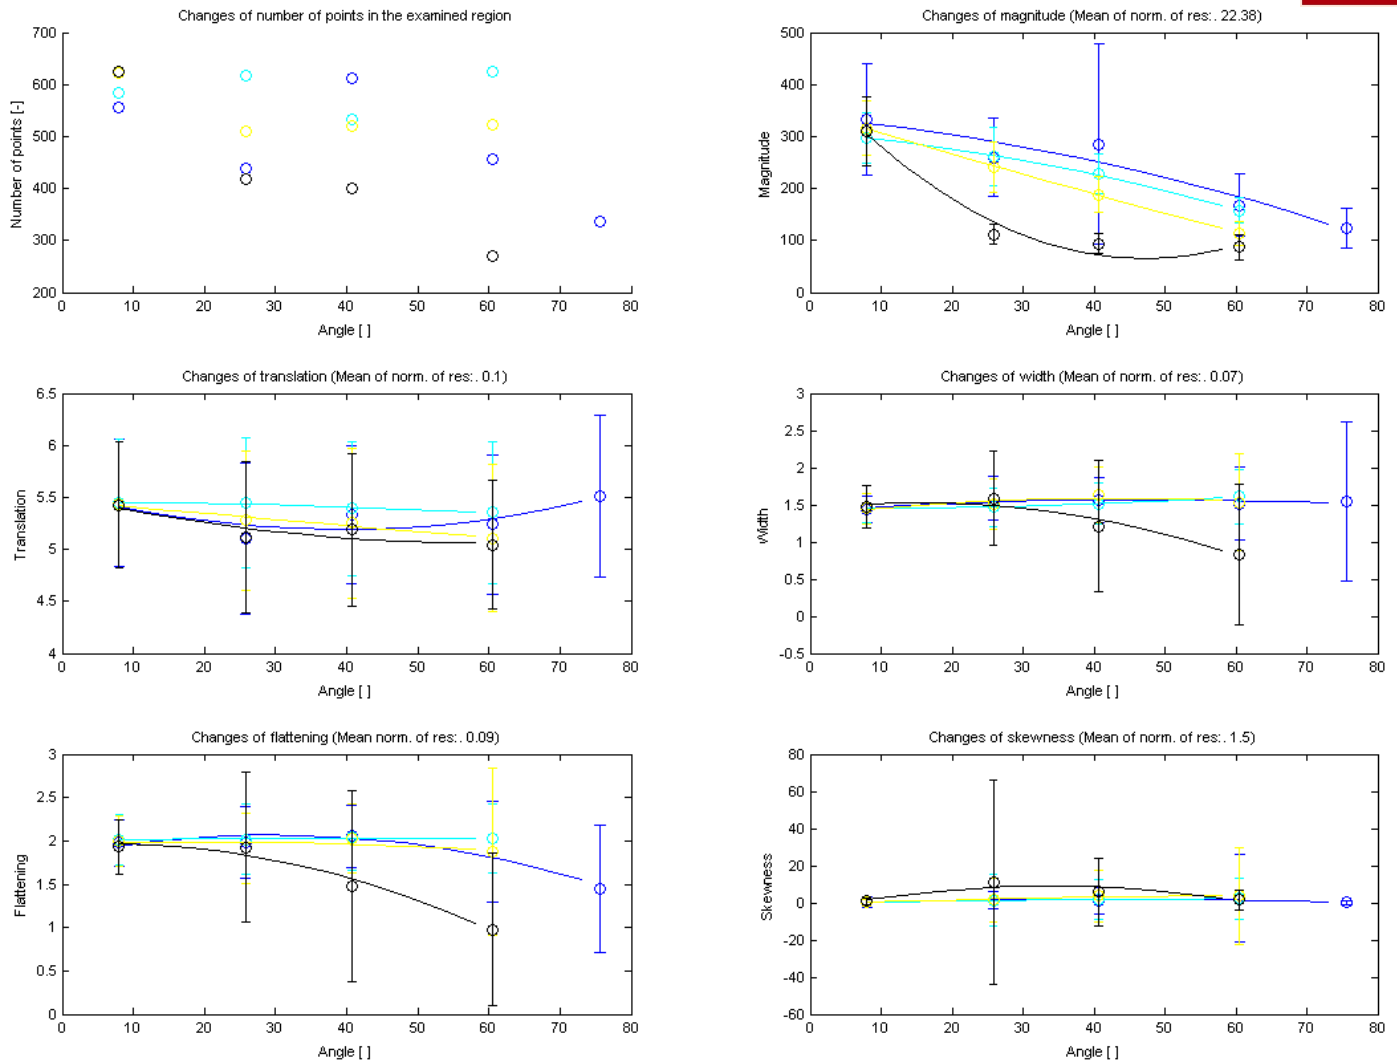 Changes of number of points in the examined region
700
600
500
400
300
200
Number of points [-]
0 10 20 30 40 50 60 70 80
Angle [ ]
Changes of magnitude (Mean of norm. of res:. 22.38)
500
400
300
200
100
0
Magnitude
0 10 20 30 40 50 60 70 80
Angle [ ]
Changes of translation (Mean of norm. of res:. 0.1)
6.5
6
5.5
5
4.5
4
Translation
0 10 20 30 40 50 60 70 80
Angle [ ]
Changes of width (Mean of norm. of res:. 0.07)
3
2.5
2
1.5
1
0.5
0
-0.5
Width
0 10 20 30 40 50 60 70 80
Angle [ ]
Changes of flattening (Mean norm. of res:. 0.09)
3
2.5
2
1.5
1
0.5
0
Flattening
0 10 20 30 40 50 60 70 80
Angle [ ]
Changes of skewness (Mean of norm. of res:. 1.5)
80
60
40
20
0
-20
-40
-60
Skewness
0 10 20 30 40 50 60 70 80
Angle [ ]